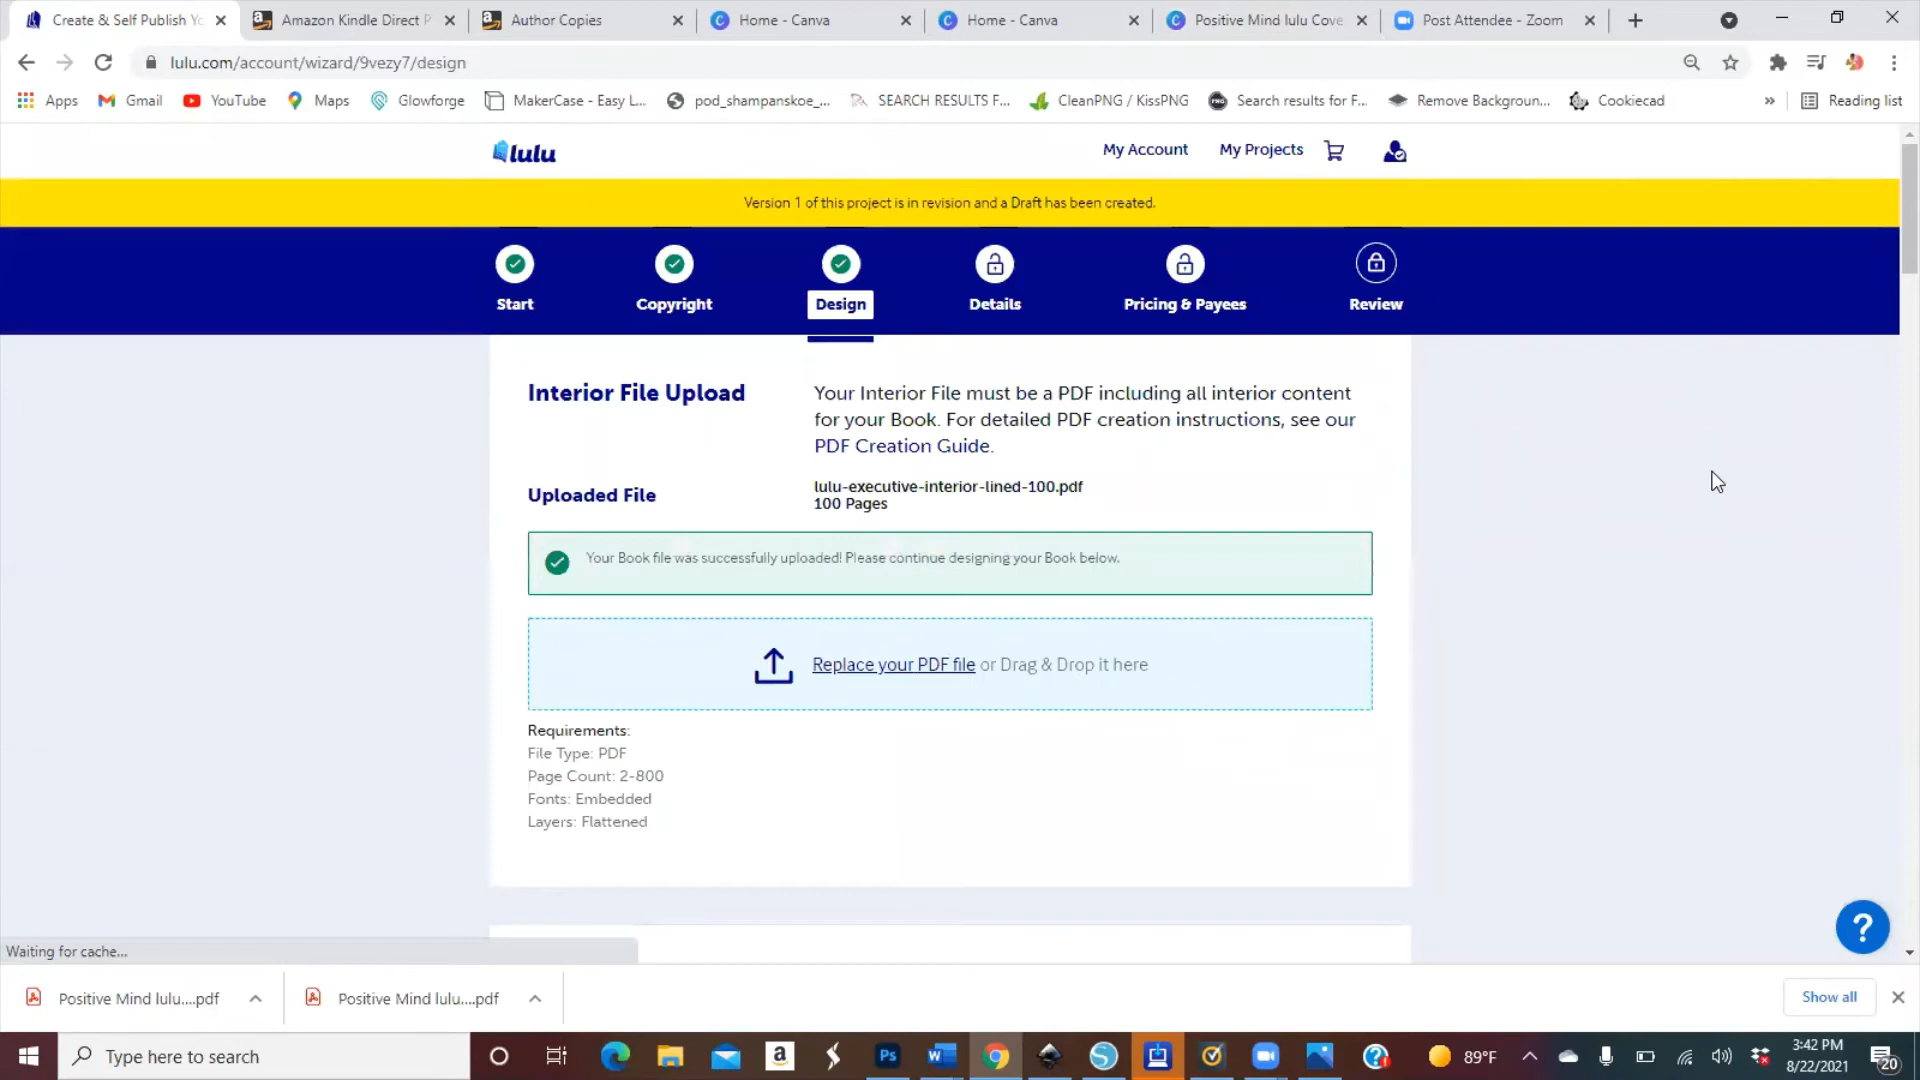 Create & Self Publish Yo
Amazon Kindle Direct P
Author Copies
Home - Canva
Home - Canva
Positive Mind lulu Cove
Post Attendee - Zoom
lulu.com/account/wizard/9vezy7/design
Apps
Gmail
YouTube
Maps
Glowforge
MakerCase - Easy L...
pod_shampanskoe_...
SEARCH RESULTS F...
CleanPNG / KissPNG
Search results for F...
Remove Backgroun...
Cookiecad
»
Reading list
lulu
My Account
My Projects
Version 1 of this project is in revision and a Draft has been created.
Start
Copyright
Design
Details
Pricing & Payees
Review
Interior File Upload
Your Interior File must be a PDF including all interior content
for your Book. For detailed PDF creation instructions, see our
PDF Creation Guide.
Uploaded File
lulu-executive-interior-lined-100.pdf
100 Pages
Your Book file was successfully uploaded! Please continue designing your Book below.
Replace your PDF file or Drag & Drop it here
Requirements:
File Type: PDF
Page Count: 2-800
Fonts: Embedded
Layers: Flattened
?
Waiting for cache...
Positive Mind lulu....pdf
Positive Mind lulu....pdf
Show all
Type here to search
89°F
3:42 PM
8/22/2021
20